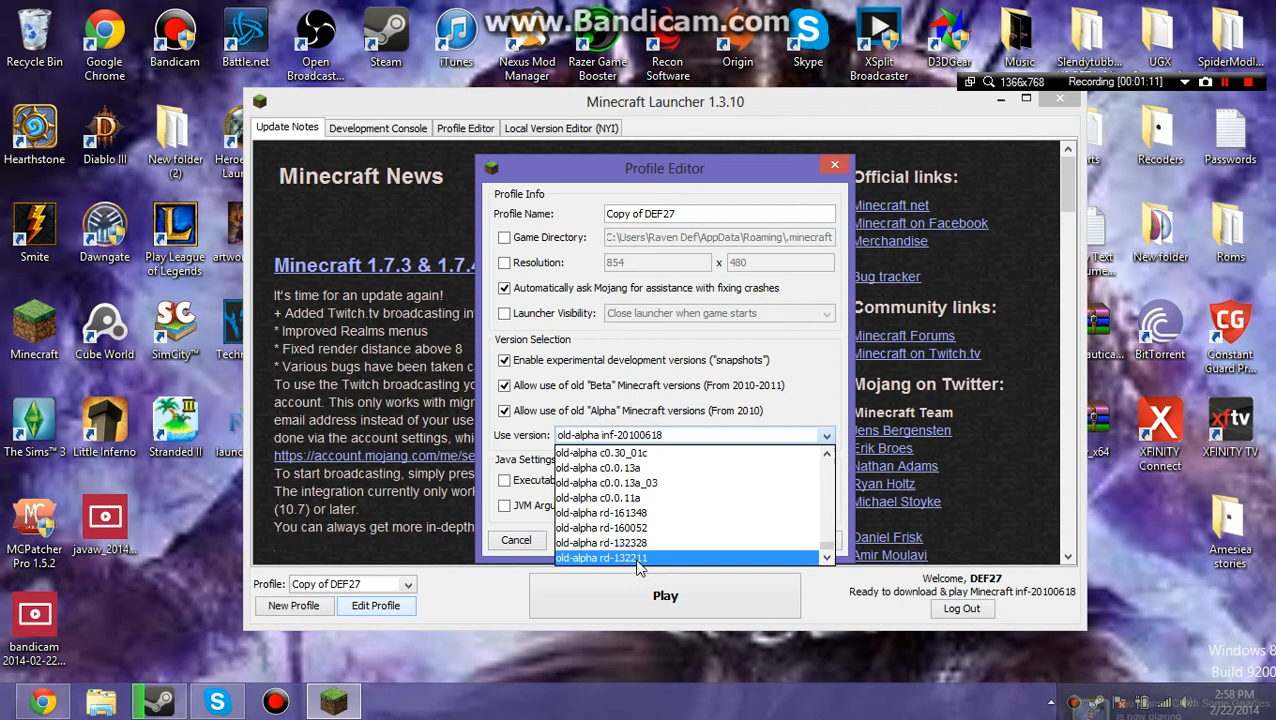 www.Bandicam.com
Recycle Bin
Google Chrome
Bandicam
Battle.net
Open Broadcast...
Steam
iTunes
Nexus Mod Manager
Razer Game Booster
Recon Software
Origin
Skype
XSplit Broadcaster
D3DGear
Music
Slendytubb...
UGX
SpiderModl...
1366x768
Recording [00:01:11]
Minecraft Launcher 1.3.10
Update Notes
Development Console
Profile Editor
Local Version Editor (NYI)
Hearthstone
Diablo III
New folder (2)
Recoders
Passwords
Smite
Dawngate
Play League of Legends
New folder
Roms
Minecraft
Cube World
SimCity™
BitTorrent
Constant Guard Pr...
The Sims™ 3
Little Inferno
Stranded II
XFINITY Connect
XFINITY TV
MCPatcher Pro 1.5.2
javaw_2014...
Amesiea stories
bandicam 2014-02-22...
Minecraft News
Minecraft 1.7.3 & 1.7.4
It's time for an update again!
+ Added Twitch.tv broadcasting in
* Improved Realms menus
* Fixed render distance above 8
* Various bugs have been taken c
To use the Twitch broadcasting yo
account. This only works with migr
email address instead of your use
done via the account settings, whic
https://account.mojang.com/me/se
To start broadcasting, simply press
The integration currently only work
(10.7) or later.
You can always get more in-depth
Official links:
Minecraft.net
Minecraft on Facebook
Merchandise
Bug tracker
Community links:
Minecraft Forums
Minecraft on Twitch.tv
Mojang on Twitter:
Minecraft Team
Jens Bergensten
Erik Broes
Nathan Adams
Ryan Holtz
Michael Stoyke
Daniel Frisk
Amir Moulavi
Profile Editor
Profile Info
Profile Name:
Copy of DEF27
Game Directory:
C:\Users\Raven Def\AppData\Roaming\.minecraft
Resolution:
854
x
480
Automatically ask Mojang for assistance with fixing crashes
Launcher Visibility:
Close launcher when game starts
Version Selection
Enable experimental development versions ("snapshots")
Allow use of old "Beta" Minecraft versions (From 2010-2011)
Allow use of old "Alpha" Minecraft versions (From 2010)
Use version:
old-alpha inf-20100618
old-alpha c0.30_01c
old-alpha c0.0.13a
old-alpha c0.0.13a_03
old-alpha c0.0.11a
old-alpha rd-161348
old-alpha rd-160052
old-alpha rd-132328
old-alpha rd-132211
Java Settings
Executab
JVM Argu
Cancel
Profile:
Copy of DEF27
New Profile
Edit Profile
Play
Welcome, DEF27
Ready to download & play Minecraft inf-20100618
Log Out
Windows 8
Build 9200
2:58 PM
2/22/2014